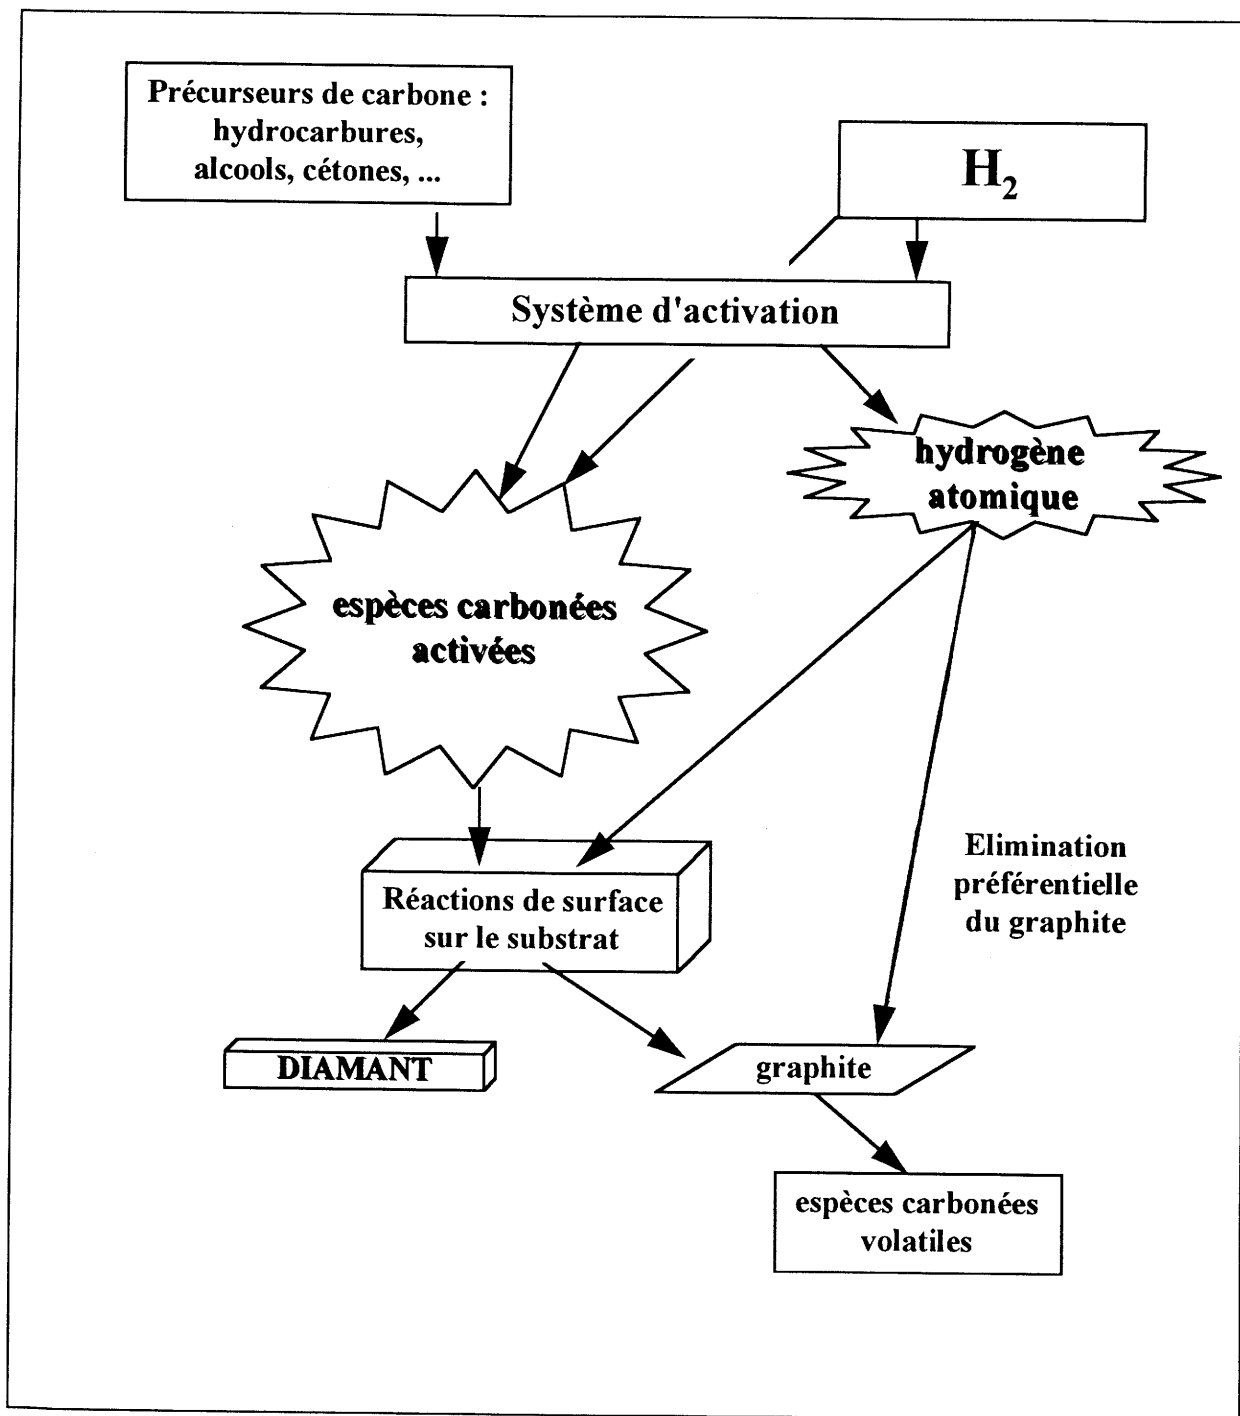 Précurseurs de carbone :
hydrocarbures,
alcools, cétones, ...
H₂
Système d'activation
hydrogène
atomique
espèces carbonées
activées
Elimination
préférentielle
du graphite
Réactions de surface
sur le substrat
DIAMANT
graphite
espèces carbonées
volatiles